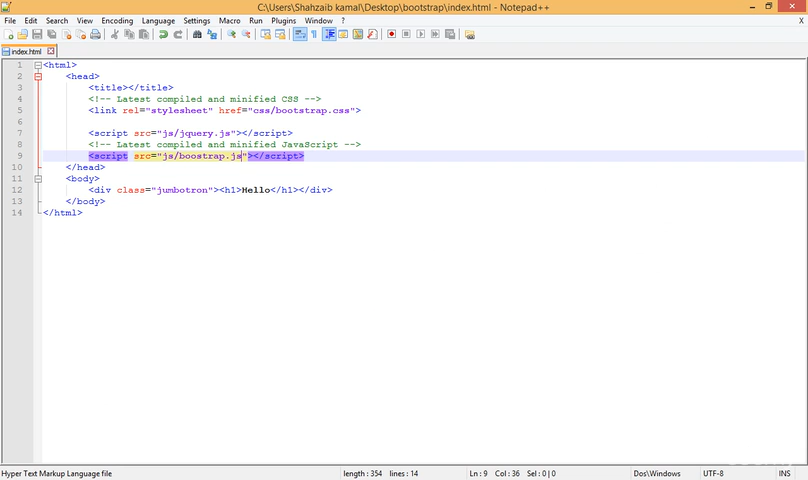 C:\Users\Shahzaib kamal\Desktop\bootstrap\index.html - Notepad++
File Edit Search View Encoding Language Settings Macro Run Plugins Window ? X
index.html
1 <html>
2 <head>
3 <title></title>
4 <!-- Latest compiled and minified CSS -->
5 <link rel="stylesheet" href="css/bootstrap.css">
6
7 <script src="js/jquery.js"></script>
8 <!-- Latest compiled and minified JavaScript -->
9 <script src="js/boostrap.js"></script>
10 </head>
11 <body>
12 <div class="jumbotron"><h1>Hello</h1></div>
13 </body>
14 </html>
Hyper Text Markup Language file length : 354 lines : 14 Ln : 9 Col : 36 Sel : 0 | 0 Dos\Windows UTF-8 INS